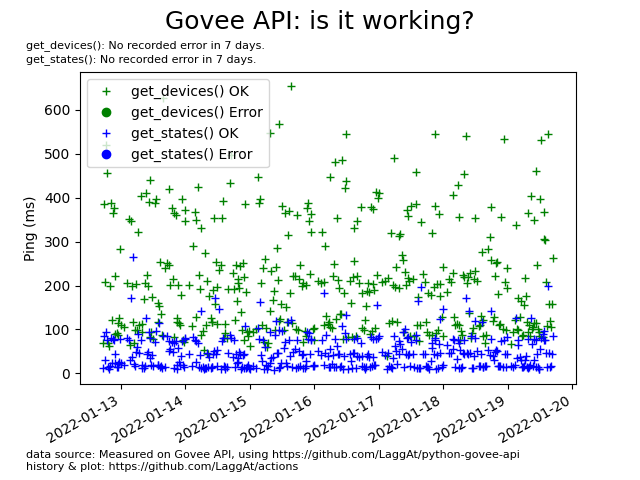 Govee API: is it working?
get_devices(): No recorded error in 7 days.
get_states(): No recorded error in 7 days.
get_devices() OK
get_devices() Error
get_states() OK
get_states() Error
Ping (ms)
600
500
400
300
200
100
0
2022-01-13
2022-01-14
2022-01-15
2022-01-16
2022-01-17
2022-01-18
2022-01-19
2022-01-20
data source: Measured on Govee API, using https://github.com/LaggAt/python-govee-api
history & plot: https://github.com/LaggAt/actions